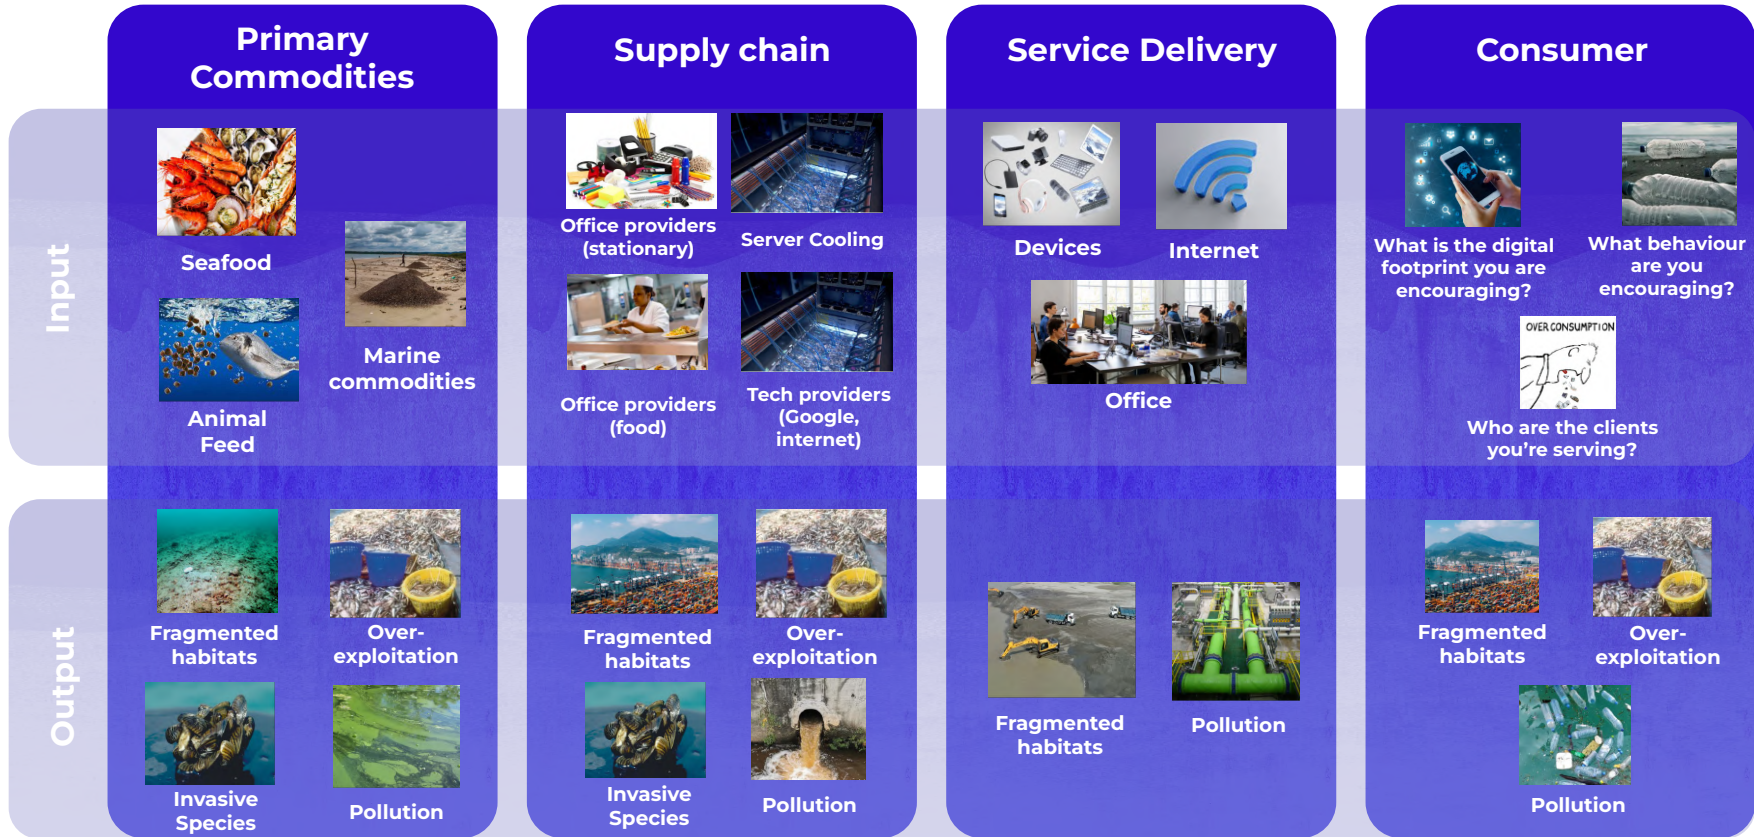 Primary
Commodities
Supply chain
Service Delivery
Consumer
Input
Seafood
Marine
commodities
Animal
Feed
Office providers
(stationary)
Server Cooling
Office providers
(food)
Tech providers
(Google,
internet)
Devices
Internet
Office
What is the digital
footprint you are
encouraging?
What behaviour
are you
encouraging?
OVER CONSUMPTION
Who are the clients
you're serving?
Output
Fragmented
habitats
Over-
exploitation
Invasive
Species
Pollution
Fragmented
habitats
Over-
exploitation
Invasive
Species
Pollution
Fragmented
habitats
Pollution
Fragmented
habitats
Over-
exploitation
Pollution